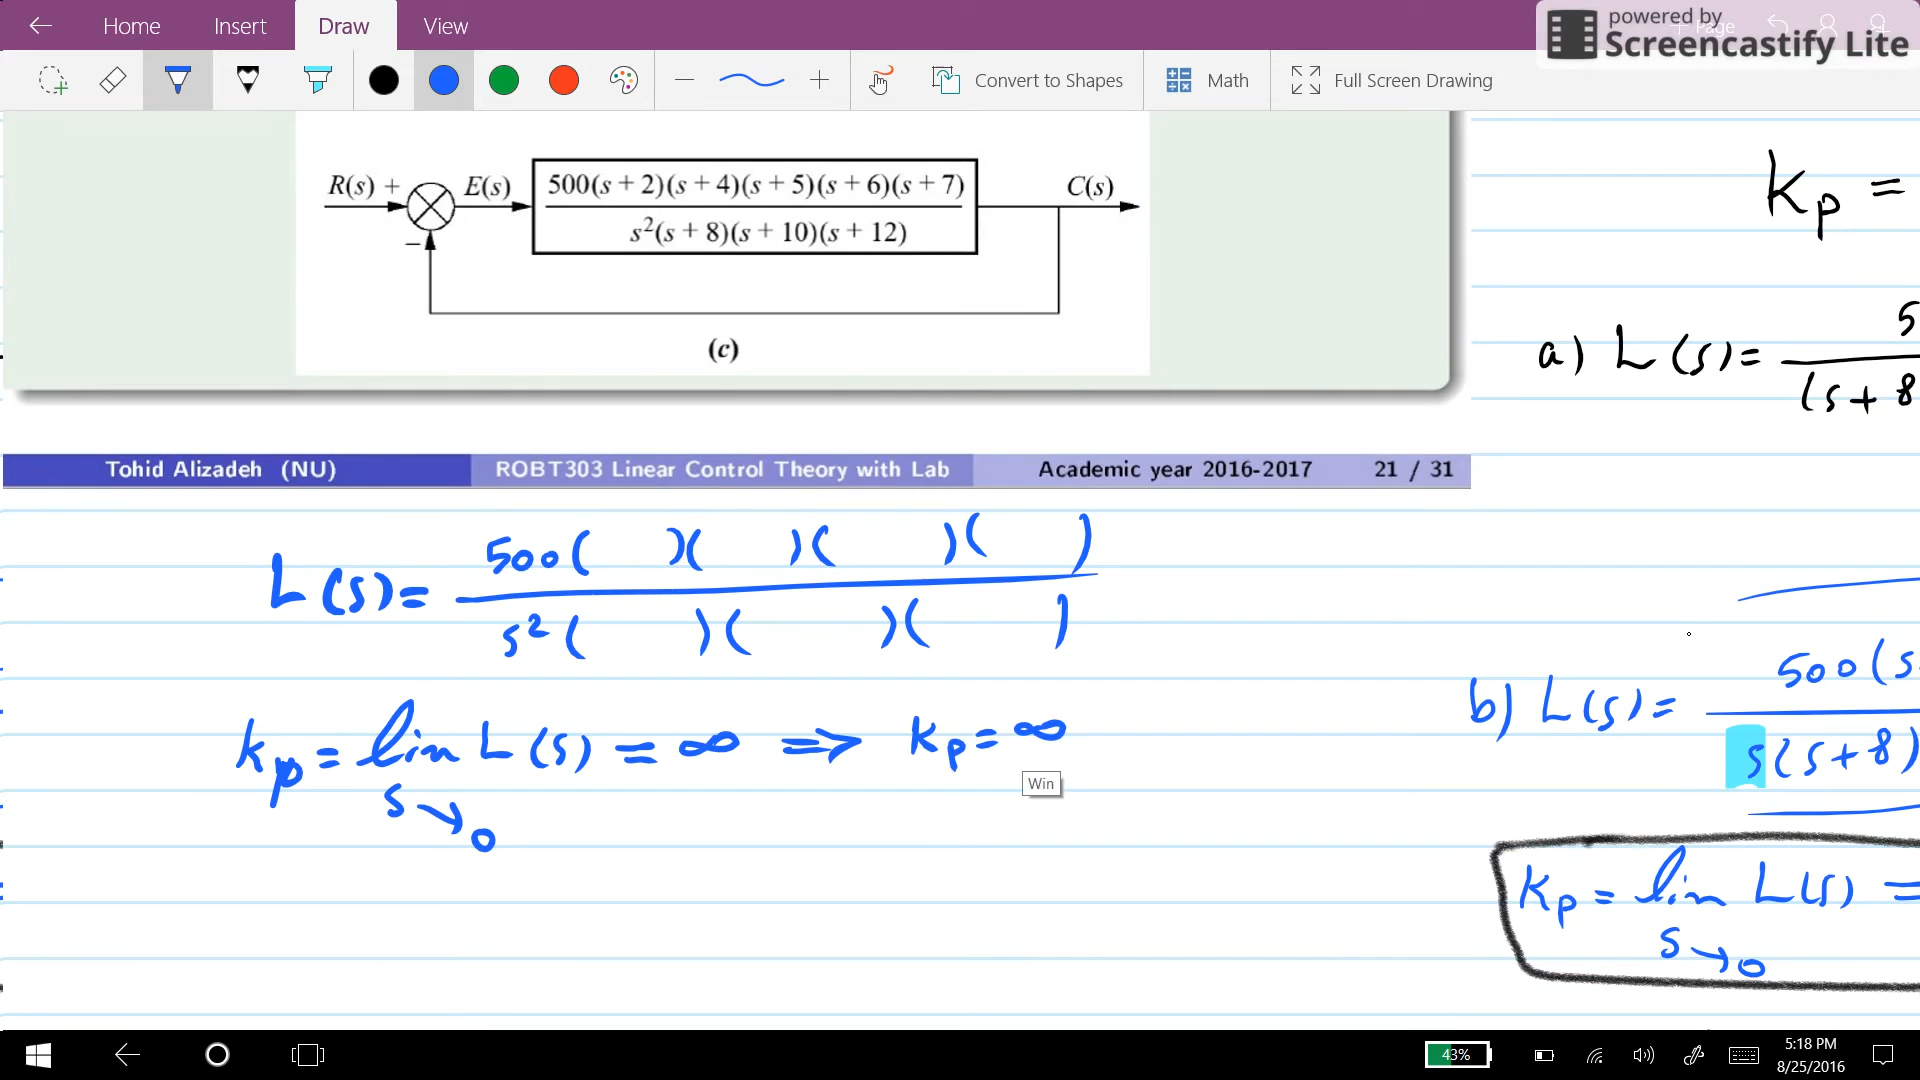 Home Insert Draw View
powered by
Screencastify Lite
Convert to Shapes Math Full Screen Drawing
R(s) + E(s) 500(s + 2)(s + 4)(s + 5)(s + 6)(s + 7) C(s)
− s²(s + 8)(s + 10)(s + 12)
(c)
Kp =
a) L(s)= 5
(s+8
Tohid Alizadeh (NU) ROBT303 Linear Control Theory with Lab Academic year 2016-2017 21 / 31
L(s)= 500( )( )( )( )
s²( )( )( )
Kp = lim L(s) = ∞ => Kp = ∞
s→0
Win
b) L(s)= 500(s
s(s+8)
Kp = lim L(s) =
s→0
43% 5:18 PM
8/25/2016